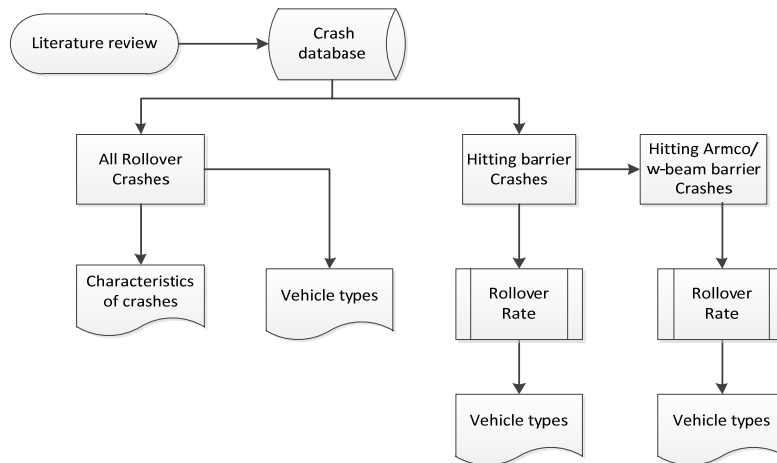 Literature review
Crash
database
All Rollover
Crashes
Hitting barrier
Crashes
Hitting Armco/
w-beam barrier
Crashes
Characteristics
of crashes
Vehicle types
Rollover
Rate
Rollover
Rate
Vehicle types
Vehicle types